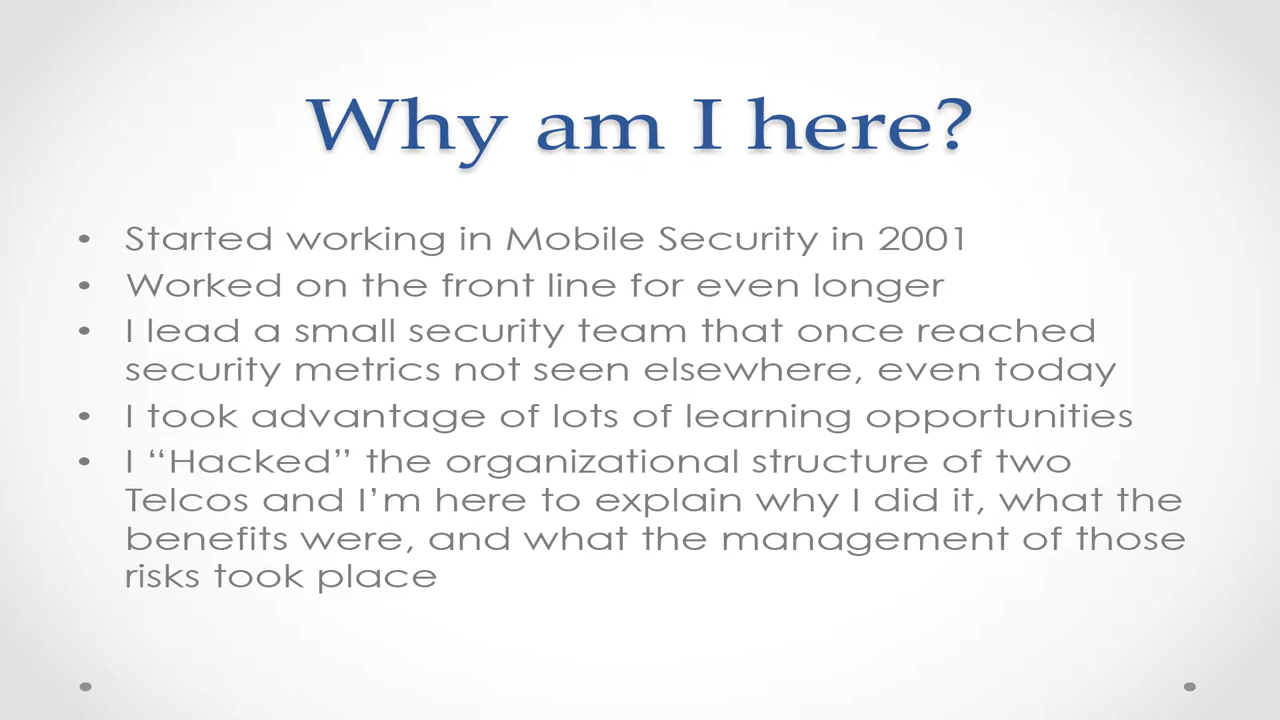 Why am I here?
• Started working in Mobile Security in 2001
• Worked on the front line for even longer
• I lead a small security team that once reached
security metrics not seen elsewhere, even today
• I took advantage of lots of learning opportunities
• I “Hacked” the organizational structure of two
Telcos and I’m here to explain why I did it, what the
benefits were, and what the management of those
risks took place